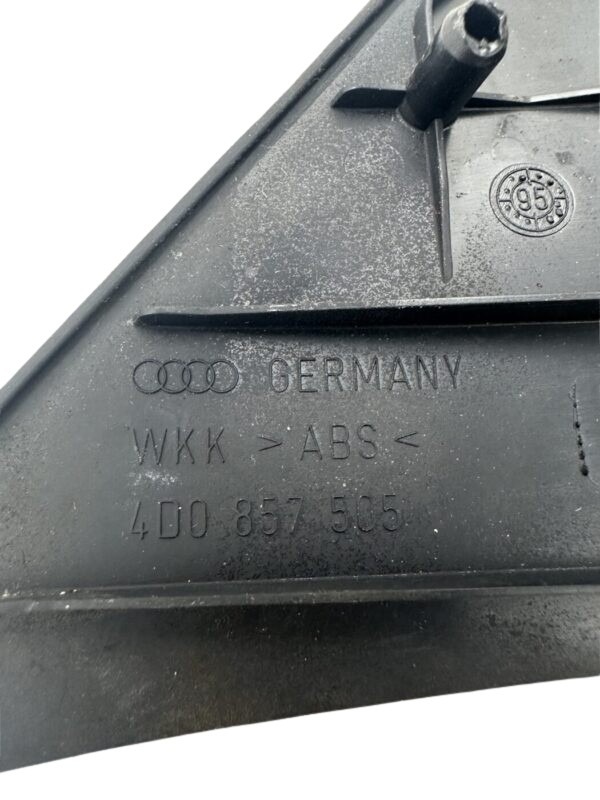 95
GERMANY
WKK > ABS <
4D0 857 505